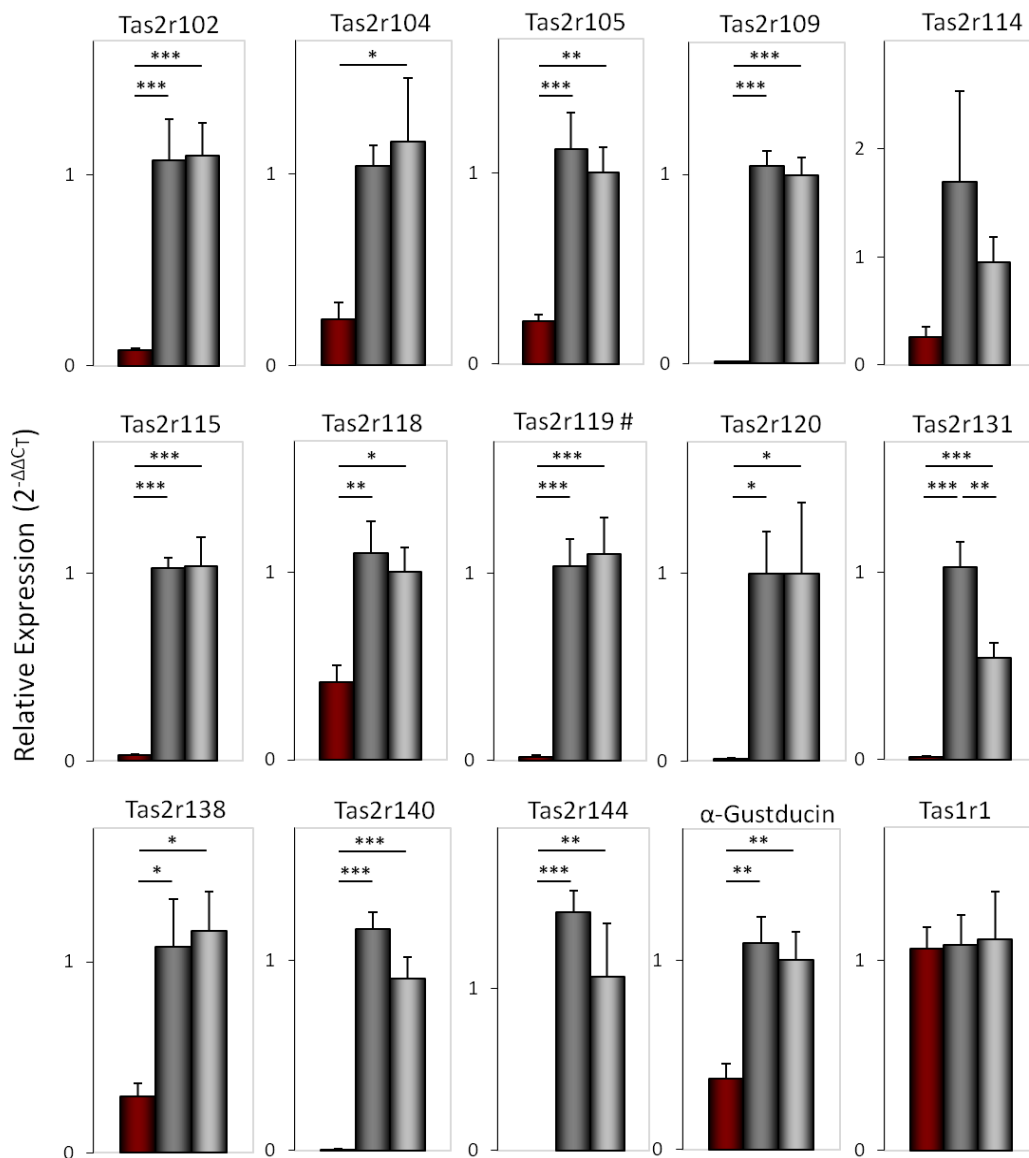 Relative Expression (2^-ΔΔC_T)
Tas2r102 Tas2r104 Tas2r105 Tas2r109 Tas2r114
*** * ** ***
*** *** *** 2
1 1 1 1 1
0 0 0 0 0
Tas2r115 Tas2r118 Tas2r119 # Tas2r120 Tas2r131
*** * *** * ***
*** ** *** * *** **
1 1 1 1 1
0 0 0 0 0
Tas2r138 Tas2r140 Tas2r144 α-Gustducin Tas1r1
* *** ** **
* *** *** **
1 1 1 1 1
0 0 0 0 0